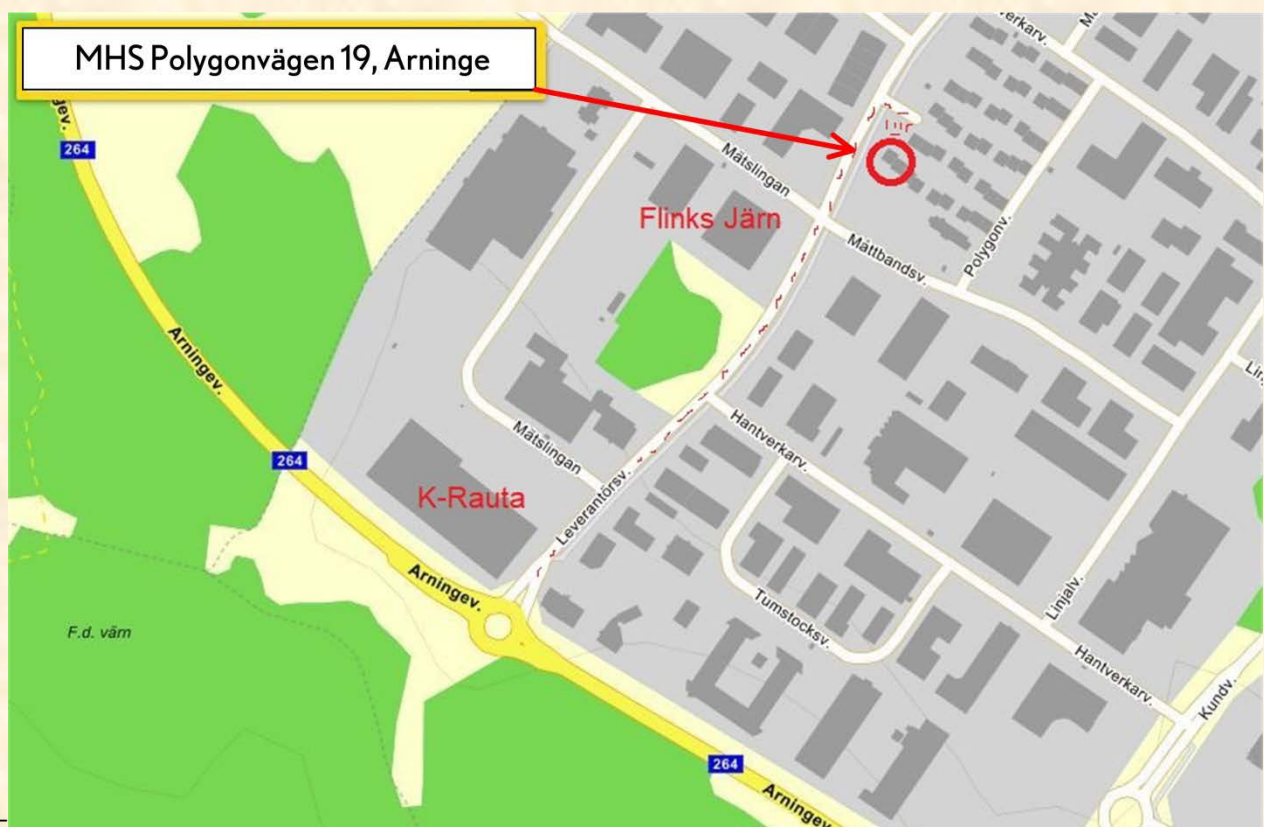 MHS Polygonvägen 19, Arninge
264
Mätslingan
Flinks Järn
Mättbandsv.
Polygonv.
Arningev.
264
Mätslingan
Hantverkarv.
K-Rauta
Leverantörsv.
Arningev.
F.d. värn
Tumstocksv.
Linjalv.
Hantverkarv.
Kundv.
264
Arningev.